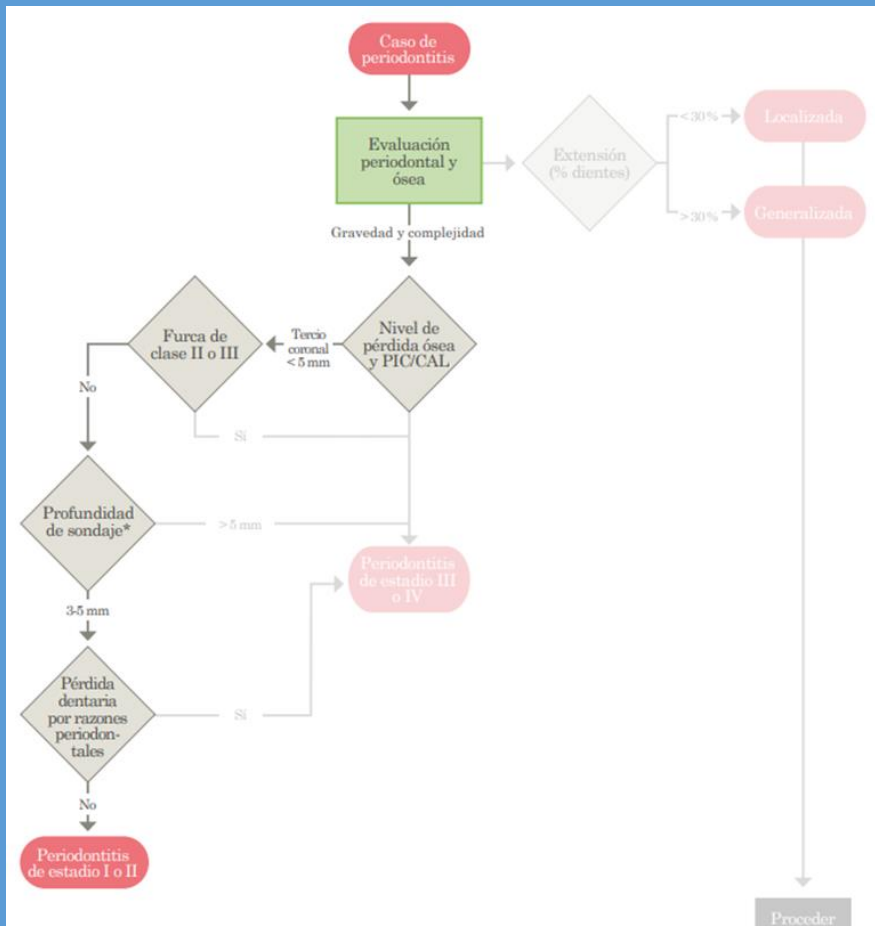 Caso de
periodontitis
Evaluación
periodontal y
ósea
Extensión
(% dientes)
<30%
Localizada
>30%
Generalizada
Gravedad y complejidad
Nivel de
pérdida ósea
y PIC/CAL
Tercio
coronal
< 5 mm
Furca de
clase II o III
No
Sí
Profundidad
de sondaje*
>5 mm
Periodontitis
de estadio III
o IV
3-5 mm
Pérdida
dentaria
por razones
periodon-
tales
Sí
No
Periodontitis
de estadio I o II
Proceder